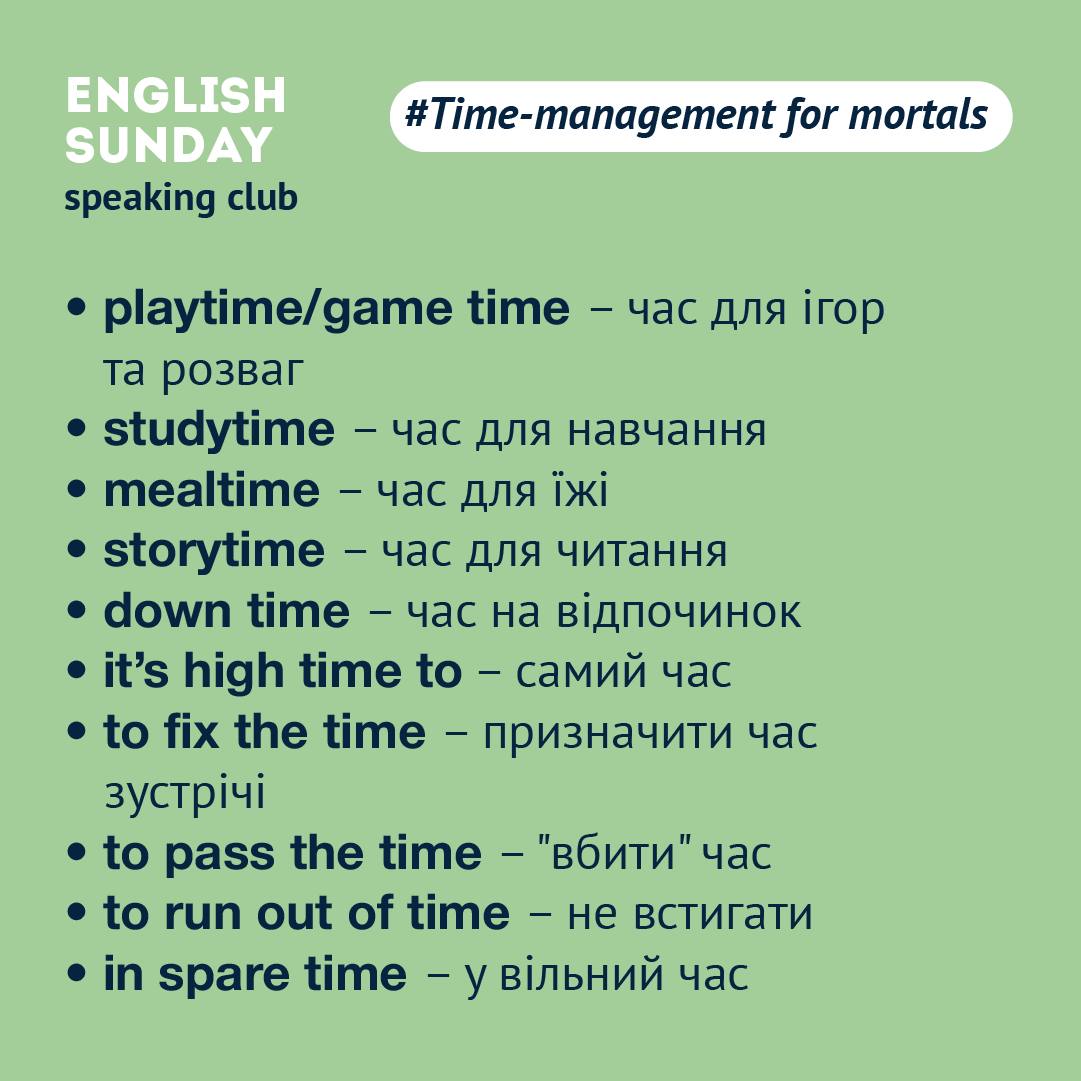 ENGLISH
SUNDAY
speaking club
#Time-management for mortals
• playtime/game time – час для ігор
та розваг
• studytime – час для навчання
• mealtime – час для їжі
• storytime – час для читання
• down time – час на відпочинок
• it’s high time to – самий час
• to fix the time – призначити час
зустрічі
• to pass the time – "вбити" час
• to run out of time – не встигати
• in spare time – у вільний час